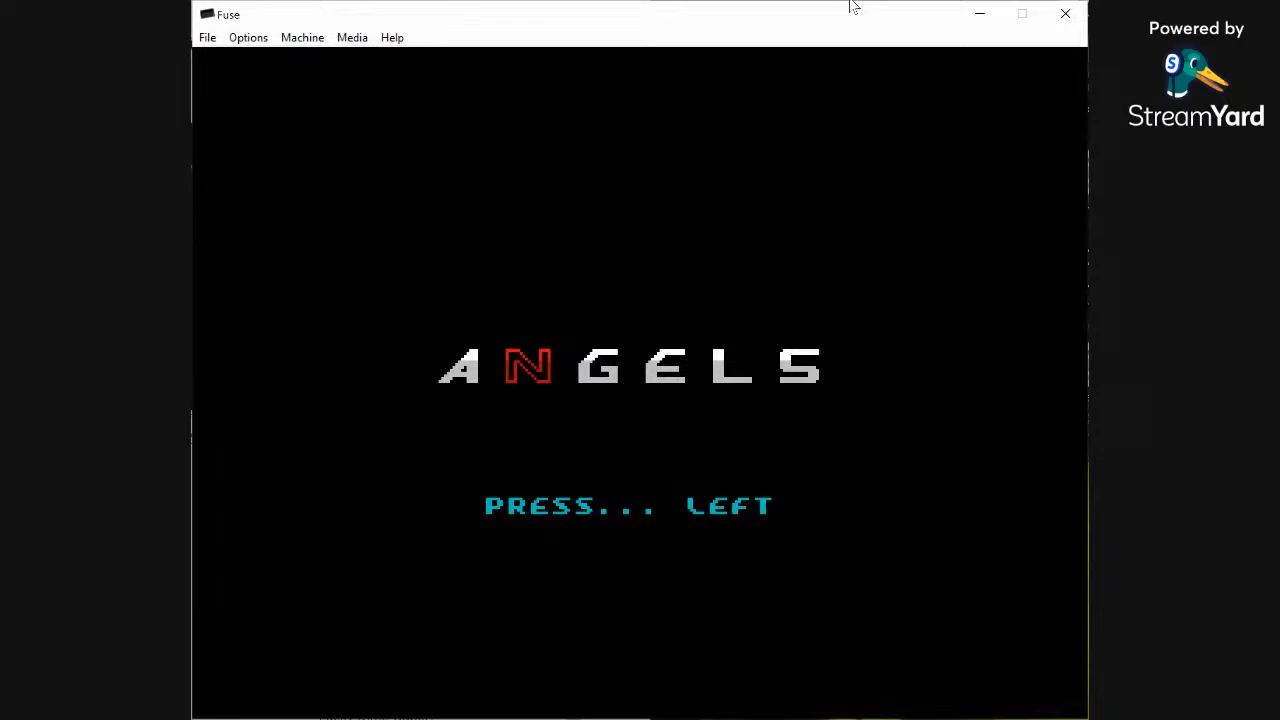 Fuse
File Options Machine Media Help
ANGELS
PRESS... LEFT
Powered by
S
StreamYard